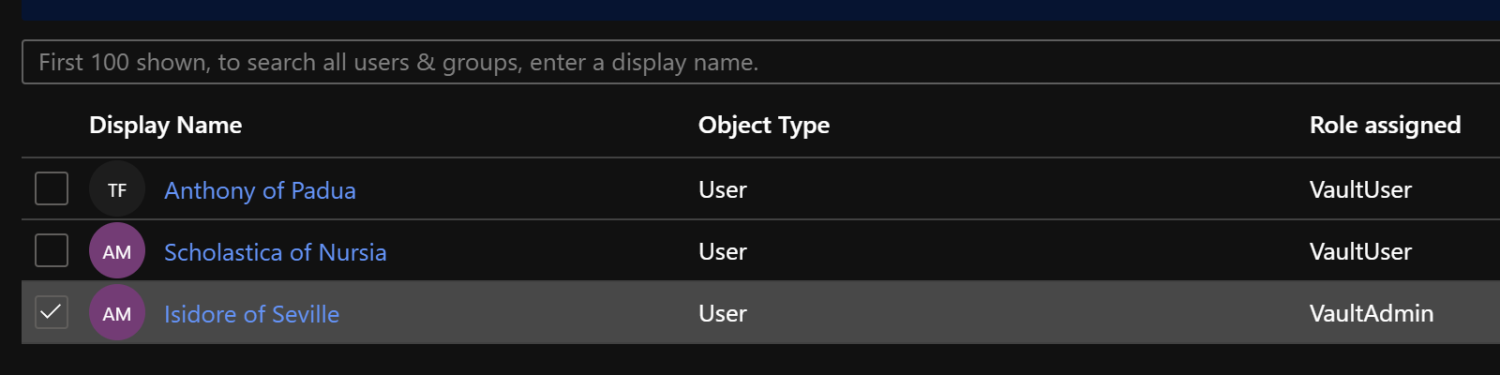 First 100 shown, to search all users & groups, enter a display name.
Display Name Object Type Role assigned
TF Anthony of Padua User VaultUser
AM Scholastica of Nursia User VaultUser
AM Isidore of Seville User VaultAdmin